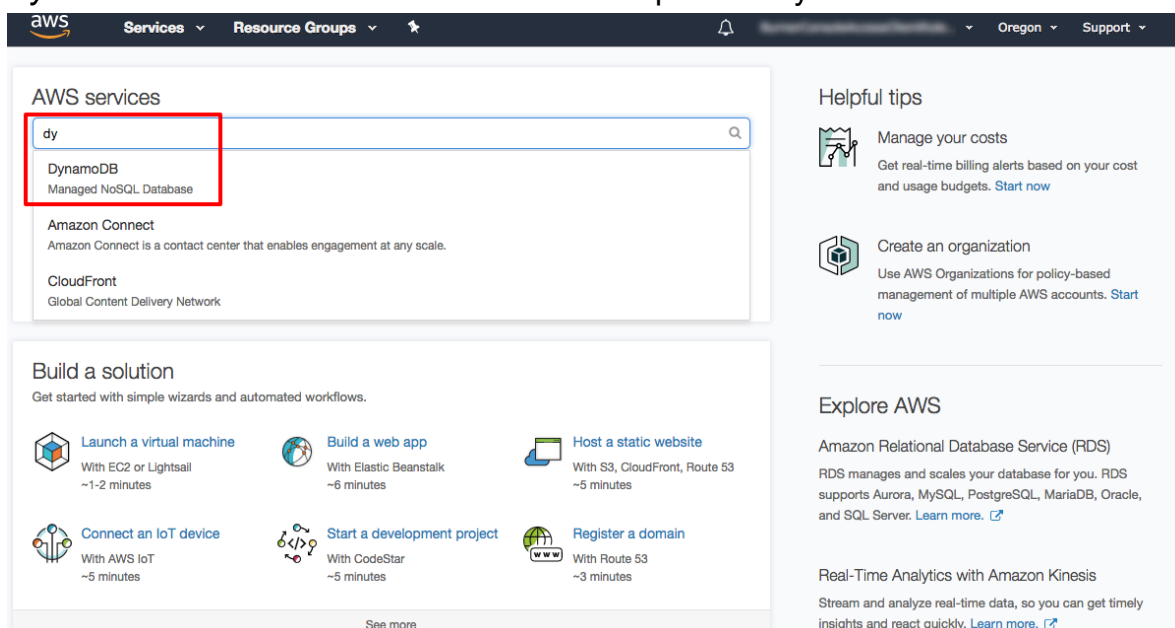 aws
Services
Resource Groups
Oregon
Support
AWS services
dy
DynamoDB
Managed NoSQL Database
Amazon Connect
Amazon Connect is a contact center that enables engagement at any scale.
CloudFront
Global Content Delivery Network
Build a solution
Get started with simple wizards and automated workflows.
Launch a virtual machine
With EC2 or Lightsail
~1-2 minutes
Build a web app
With Elastic Beanstalk
~6 minutes
Host a static website
With S3, CloudFront, Route 53
~5 minutes
Connect an IoT device
With AWS IoT
~5 minutes
Start a development project
With CodeStar
~5 minutes
Register a domain
With Route 53
~3 minutes
www
See more
Helpful tips
Manage your costs
Get real-time billing alerts based on your cost
and usage budgets. Start now
Create an organization
Use AWS Organizations for policy-based
management of multiple AWS accounts. Start
now
Explore AWS
Amazon Relational Database Service (RDS)
RDS manages and scales your database for you. RDS
supports Aurora, MySQL, PostgreSQL, MariaDB, Oracle,
and SQL Server. Learn more.
Real-Time Analytics with Amazon Kinesis
Stream and analyze real-time data, so you can get timely
insights and react quickly. Learn more.